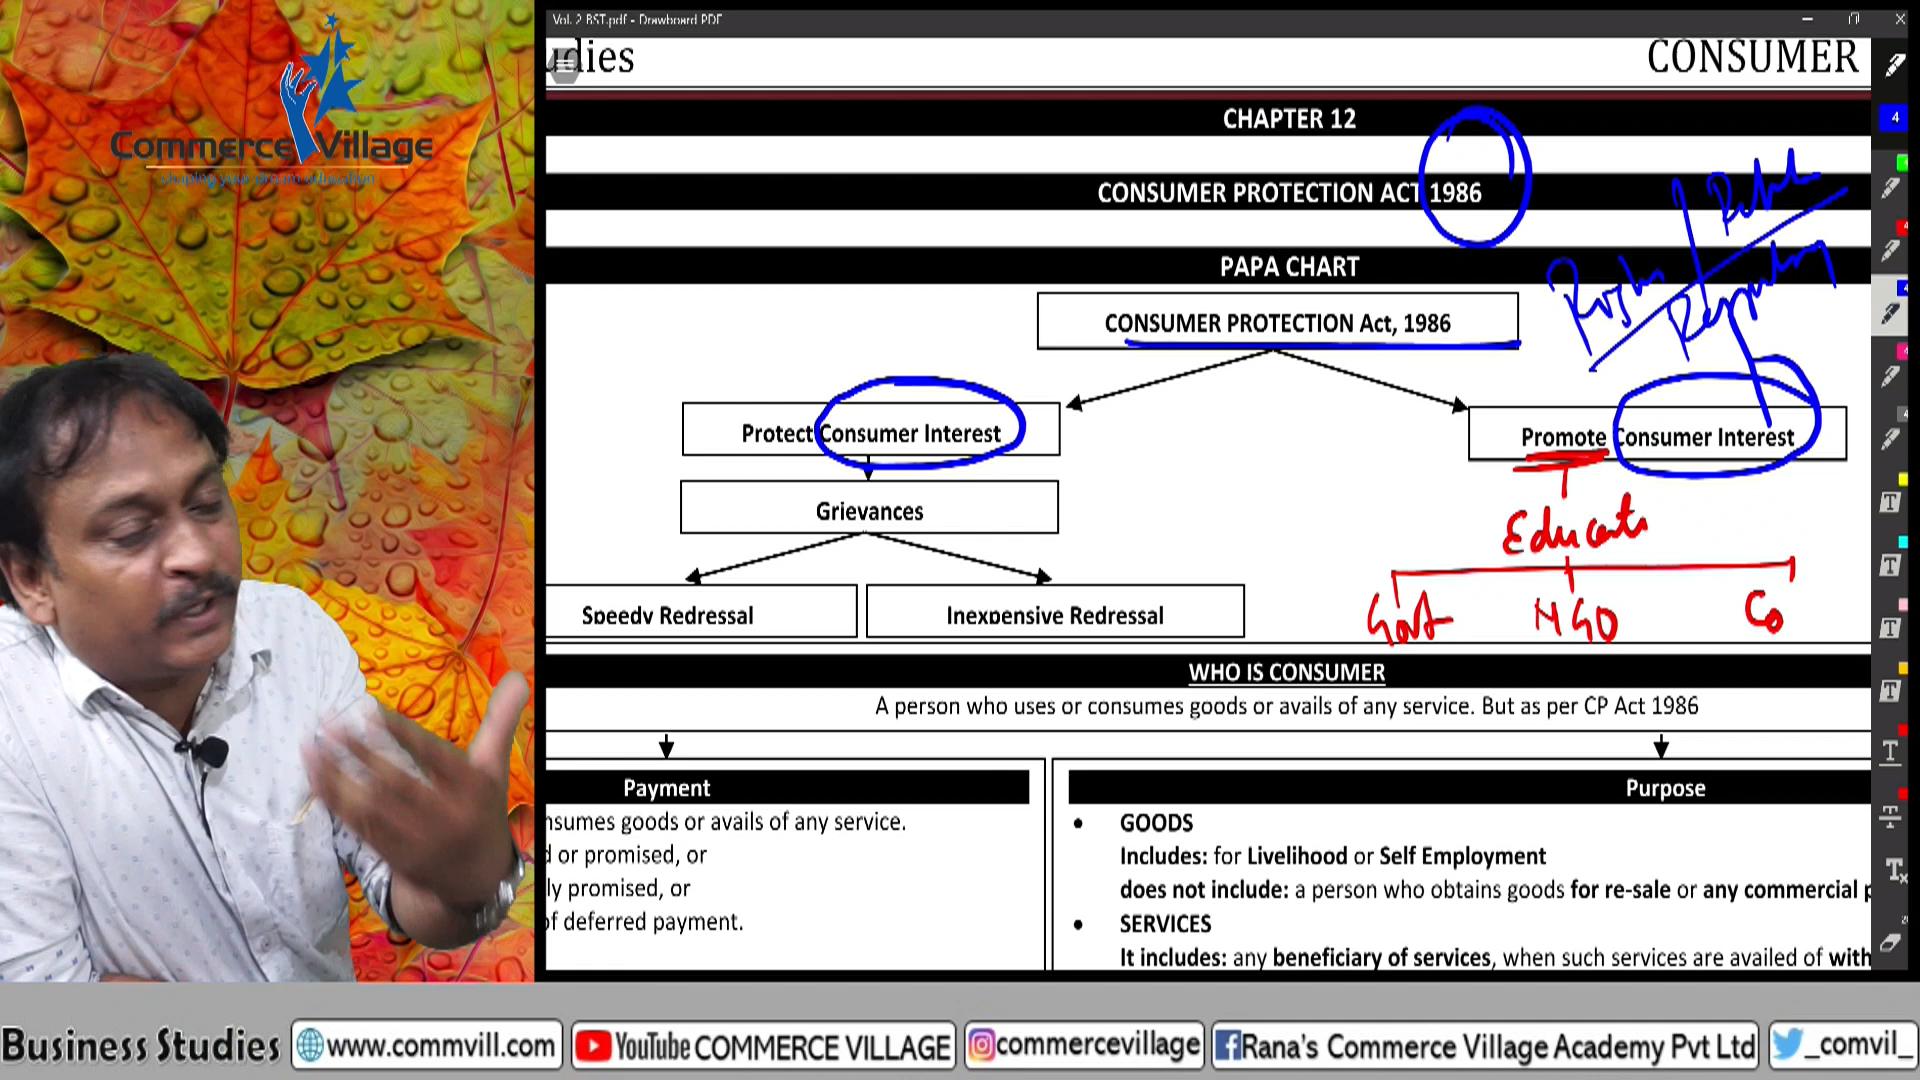 Vol. 2 BST.pdf - Drawboard PDF
udies
CONSUMER
Commerce Village
shaping your dream education
CHAPTER 12
CONSUMER PROTECTION ACT 1986
PAPA CHART
CONSUMER PROTECTION Act, 1986
Protect Consumer Interest
Promote Consumer Interest
Grievances
Speedy Redressal
Inexpensive Redressal
Educate
Govt
NGO
Co
WHO IS CONSUMER
A person who uses or consumes goods or avails of any service. But as per CP Act 1986
Payment
nsumes goods or avails of any service.
d or promised, or
ly promised, or
of deferred payment.
Purpose
• GOODS
Includes: for Livelihood or Self Employment
does not include: a person who obtains goods for re-sale or any commercial p
• SERVICES
It includes: any beneficiary of services, when such services are availed of with
Business Studies
www.commvill.com
YouTube COMMERCE VILLAGE
commercevillage
Rana's Commerce Village Academy Pvt Ltd
_comvil_